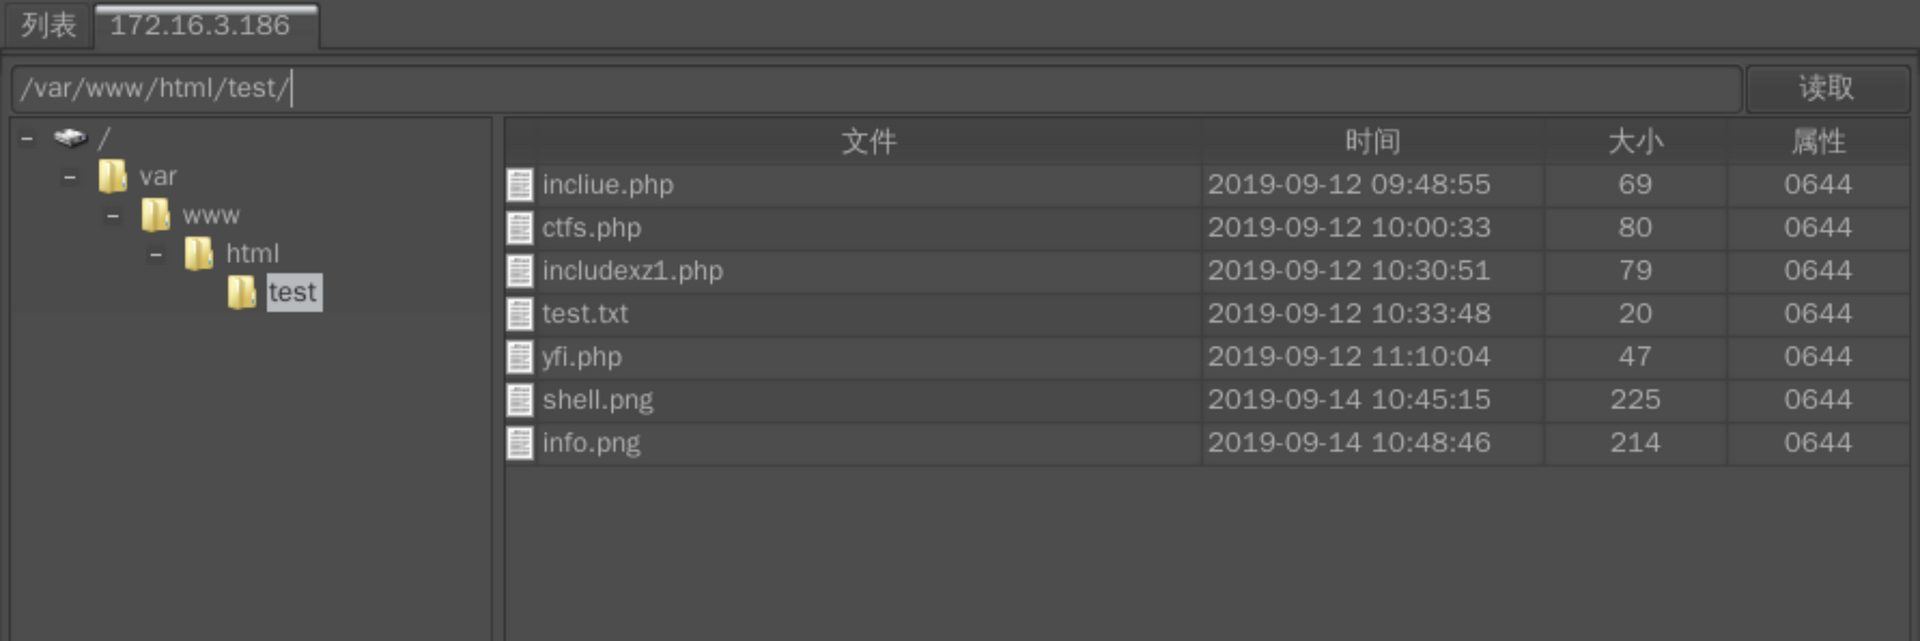 列表 172.16.3.186
/var/www/html/test/ 读取
/
var
www
html
test
文件 时间 大小 属性
incliue.php 2019-09-12 09:48:55 69 0644
ctfs.php 2019-09-12 10:00:33 80 0644
includexz1.php 2019-09-12 10:30:51 79 0644
test.txt 2019-09-12 10:33:48 20 0644
yfi.php 2019-09-12 11:10:04 47 0644
shell.png 2019-09-14 10:45:15 225 0644
info.png 2019-09-14 10:48:46 214 0644